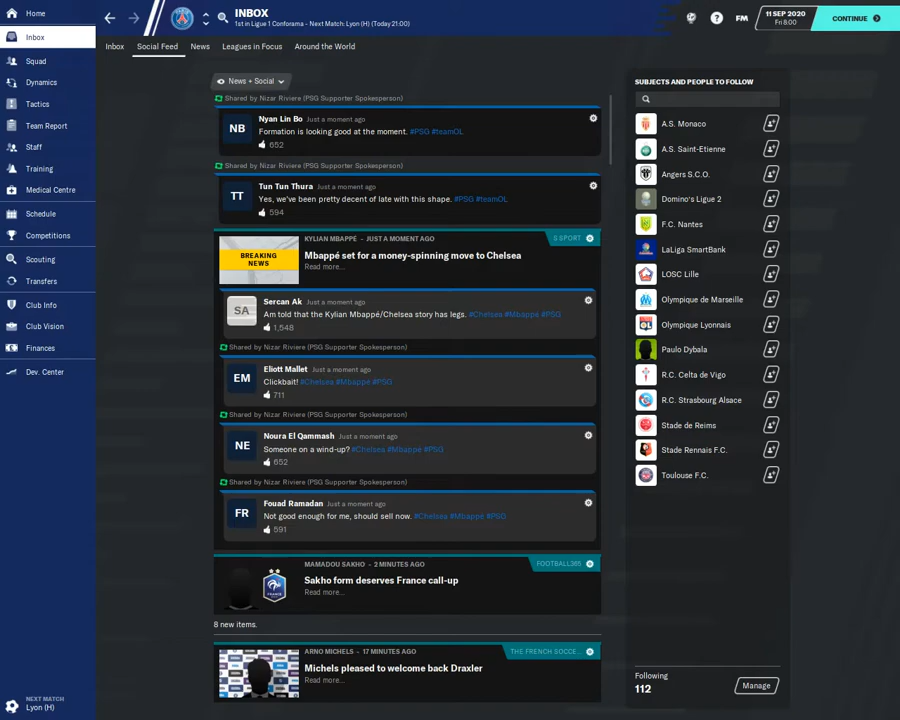 Home
INBOX
1st in Ligue 1 Conforama - Next Match: Lyon (H) (Today 21:00)
FM
11 SEP 2020
Fri 8:00
CONTINUE
Inbox
Squad
Dynamics
Tactics
Team Report
Staff
Training
Medical Centre
Schedule
Competitions
Scouting
Transfers
Club Info
Club Vision
Finances
Dev. Center
NEXT MATCH
Lyon (H)
Inbox
Social Feed
News
Leagues in Focus
Around the World
News + Social
Shared by Nizar Riviere (PSG Supporter Spokesperson)
NB
Nyan Lin Bo Just a moment ago
Formation is looking good at the moment. #PSG #teamOL
652
Shared by Nizar Riviere (PSG Supporter Spokesperson)
TT
Tun Tun Thura Just a moment ago
Yes, we've been pretty decent of late with this shape. #PSG #teamOL
594
BREAKING
NEWS
KYLIAN MBAPPÉ - JUST A MOMENT AGO
SPORT
Mbappé set for a money-spinning move to Chelsea
Read more...
SA
Sercan Ak Just a moment ago
Am told that the Kylian Mbappé/Chelsea story has legs. #Chelsea #Mbappé #PSG
1,548
Shared by Nizar Riviere (PSG Supporter Spokesperson)
EM
Eliott Mallet Just a moment ago
Clickbait! #Chelsea #Mbappé #PSG
711
Shared by Nizar Riviere (PSG Supporter Spokesperson)
NE
Noura El Qammash Just a moment ago
Someone on a wind-up? #Chelsea #Mbappé #PSG
652
Shared by Nizar Riviere (PSG Supporter Spokesperson)
FR
Fouad Ramadan Just a moment ago
Not good enough for me, should sell now. #Chelsea #Mbappé #PSG
591
MAMADOU SAKHO - 2 MINUTES AGO
FOOTBALL365
Sakho form deserves France call-up
Read more...
8 new items.
ARNO MICHELS - 17 MINUTES AGO
THE FRENCH SOCCE...
Michels pleased to welcome back Draxler
Read more...
SUBJECTS AND PEOPLE TO FOLLOW
A.S. Monaco
A.S. Saint-Etienne
Angers S.C.O.
Domino's Ligue 2
F.C. Nantes
LaLiga SmartBank
LOSC Lille
Olympique de Marseille
Olympique Lyonnais
Paulo Dybala
R.C. Celta de Vigo
R.C. Strasbourg Alsace
Stade de Reims
Stade Rennais F.C.
Toulouse F.C.
Following
112
Manage